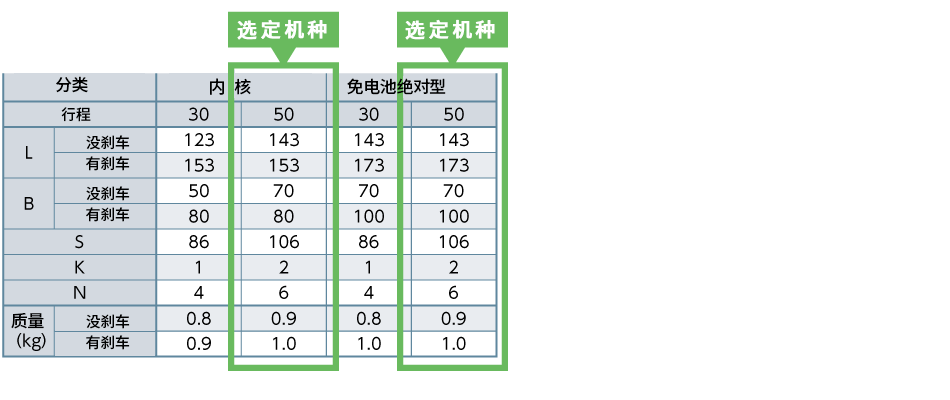 选定机种 选定机种
分类 内核 免电池绝对型
行程 30 50 30 50
L 没刹车 123 143 143 143
有刹车 153 153 173 173
B 没刹车 50 70 70 70
有刹车 80 80 100 100
S 86 106 86 106
K 1 2 1 2
N 4 6 4 6
质量 (kg) 没刹车 0.8 0.9 0.8 0.9
有刹车 0.9 1.0 1.0 1.0